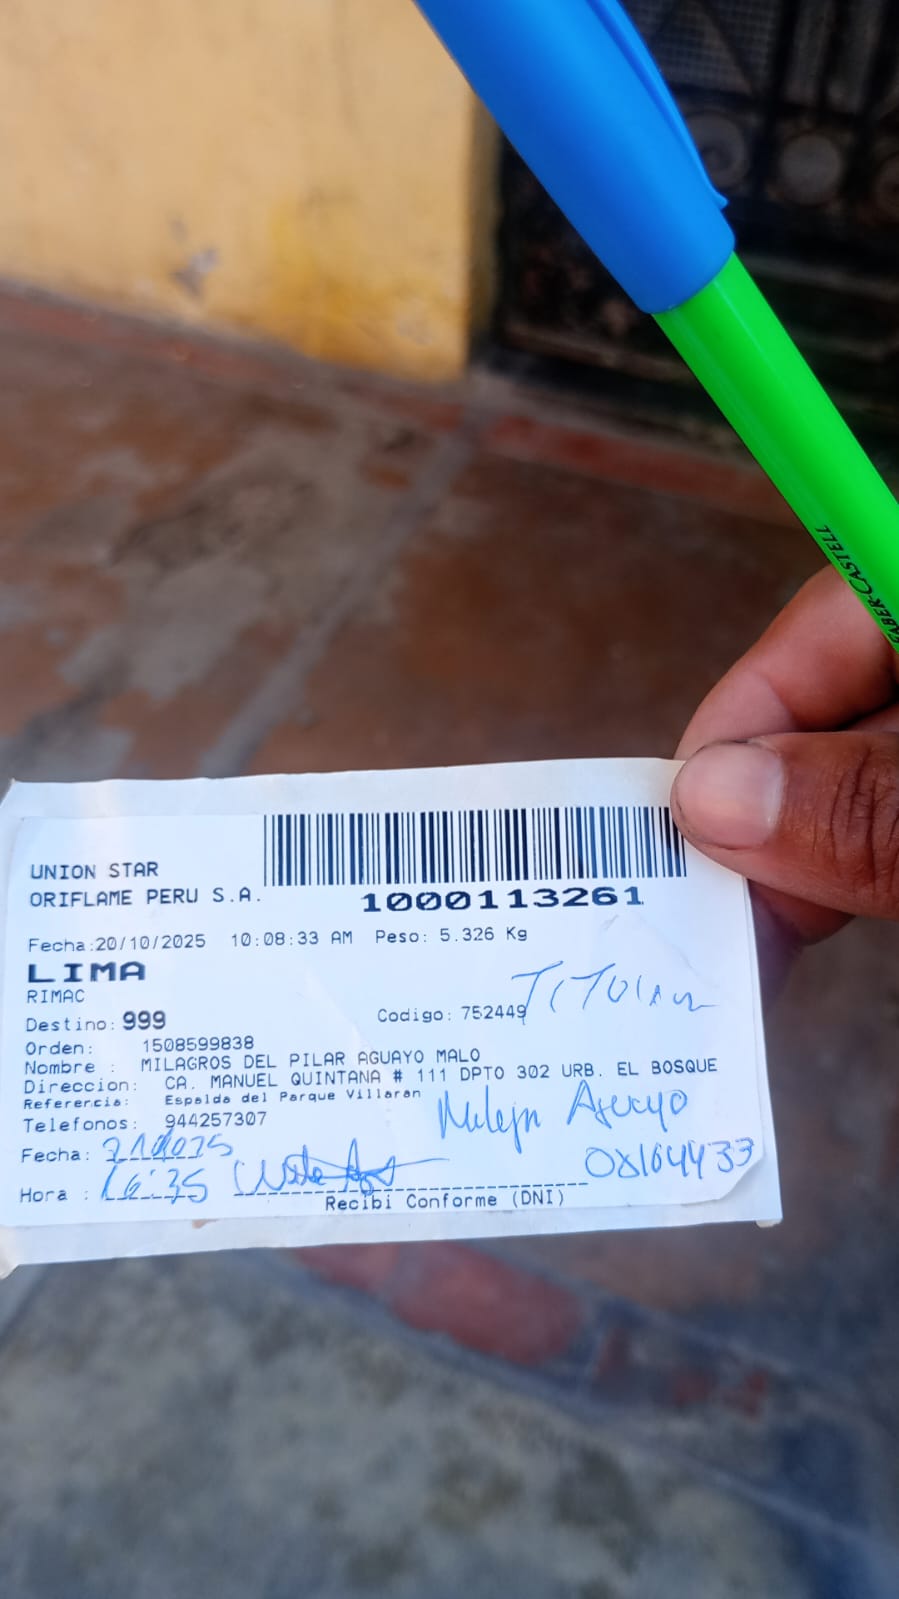 FABER-CASTELL
UNION STAR
ORIFLAME PERU S.A.
1000113261
Fecha:20/10/2025 10:08:33 AM Peso: 5.326 Kg
LIMA
RIMAC
Destino: 999 Codigo: 752449
Orden: 1508599838
Nombre : MILAGROS DEL PILAR AGUAYO MALO
Direccion: CA. MANUEL QUINTANA # 111 DPTO 302 URB. EL BOSQUE
Referercia: Espalda del Parque Villaran
Telefonos: 944257307
Aguayo
Fecha:
08164433
Hora : 16:35
Recibi Conforme (DNI)